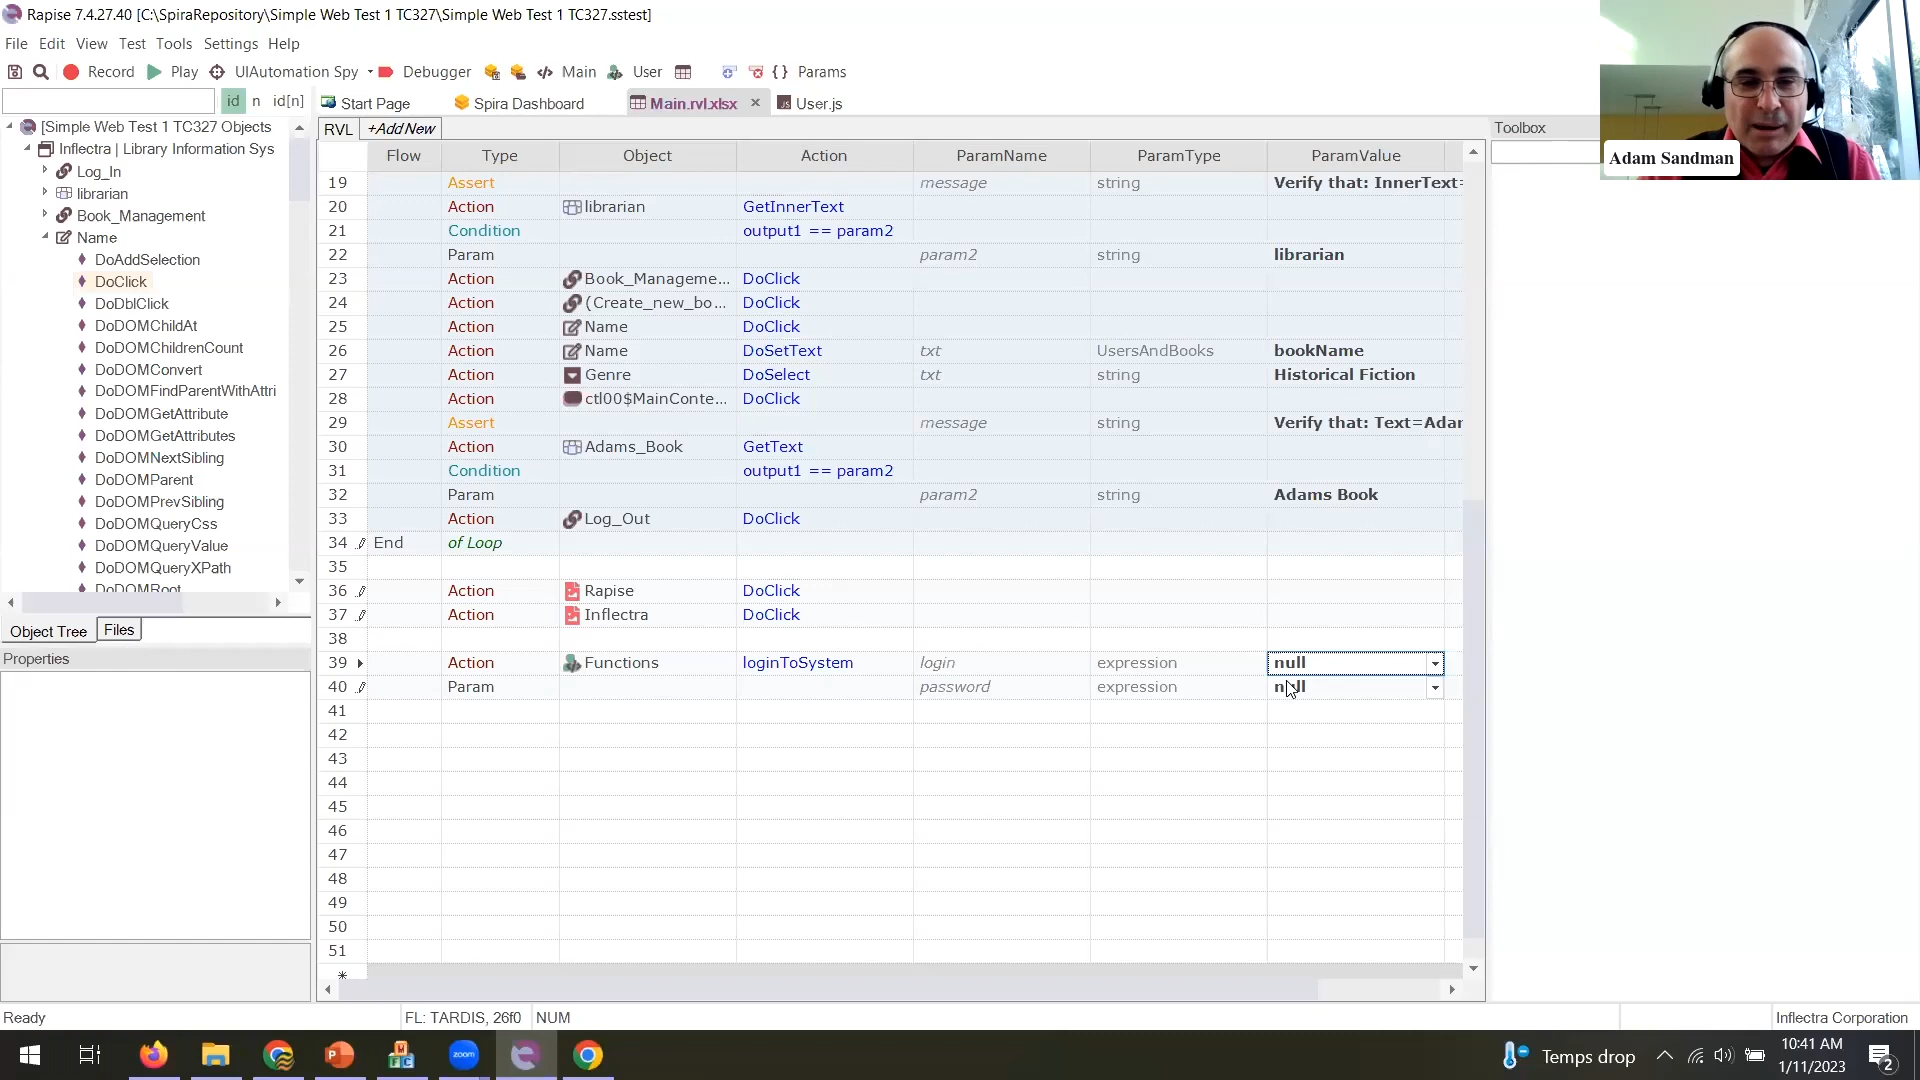 Rapise 7.4.27.40 [C:\SpiraRepository\Simple Web Test 1 TC327\Simple Web Test 1 TC327.sstest]
File Edit View Test Tools Settings Help
Record Play UIAutomation Spy Debugger Main User { } Params
id n id[n] Start Page Spira Dashboard Main.rvl.xlsx User.js
[Simple Web Test 1 TC327 Objects
Inflectra | Library Information Sys
Log_In
librarian
Book_Management
Name
DoAddSelection
DoClick
DoDblClick
DoDOMChildAt
DoDOMChildrenCount
DoDOMConvert
DoDOMFindParentWithAttri
DoDOMGetAttribute
DoDOMGetAttributes
DoDOMNextSibling
DoDOMParent
DoDOMPrevSibling
DoDOMQueryCss
DoDOMQueryValue
DoDOMQueryXPath
DoDOMRoot
Object Tree Files
Properties
RVL +Add New
Flow Type Object Action ParamName ParamType ParamValue
19 Assert message string Verify that: InnerText=
20 Action librarian GetInnerText
21 Condition output1 == param2
22 Param param2 string librarian
23 Action Book_Manageme... DoClick
24 Action (Create_new_bo... DoClick
25 Action Name DoClick
26 Action Name DoSetText txt UsersAndBooks bookName
27 Action Genre DoSelect txt string Historical Fiction
28 Action ctl00$MainConte... DoClick
29 Assert message string Verify that: Text=Adar
30 Action Adams_Book GetText
31 Condition output1 == param2
32 Param param2 string Adams Book
33 Action Log_Out DoClick
34 End of Loop
35
36 Action Rapise DoClick
37 Action Inflectra DoClick
38
39 Action Functions loginToSystem login expression null
40 Param password expression null
41
42
43
44
45
46
47
48
49
50
51
*
Toolbox
Adam Sandman
Ready FL: TARDIS, 26f0 NUM Inflectra Corporation
zoom
Temps drop
10:41 AM
1/11/2023
2